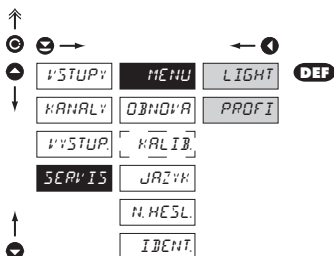 VSTUPY MENU LIGHT DEF
KANALY OBNOVA PROFI
VYSTUP. KALIB.
SERVIS JAZYK
N. HESL.
IDENT.